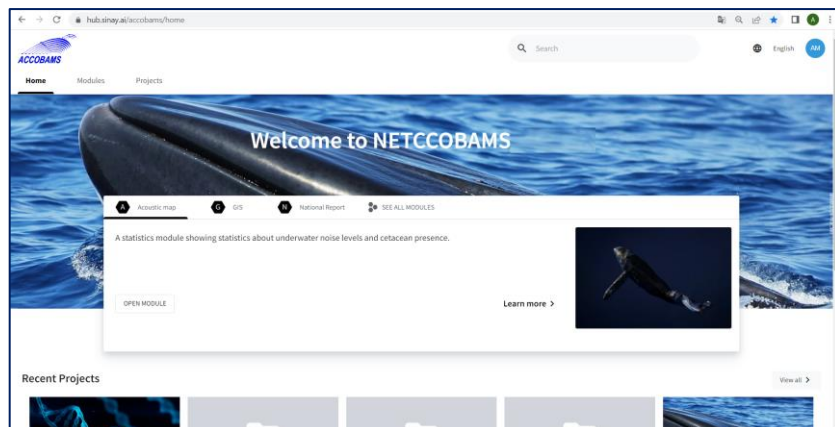 hub.sinay.ai/accobams/home
A
ACCOBAMS
Search
English
AM
Home Modules Projects
Welcome to NETCCOBAMS
A Acoustic map G GIS N National Report SEE ALL MODULES
A statistics module showing statistics about underwater noise levels and cetacean presence.
OPEN MODULE
Learn more >
Recent Projects
View all >